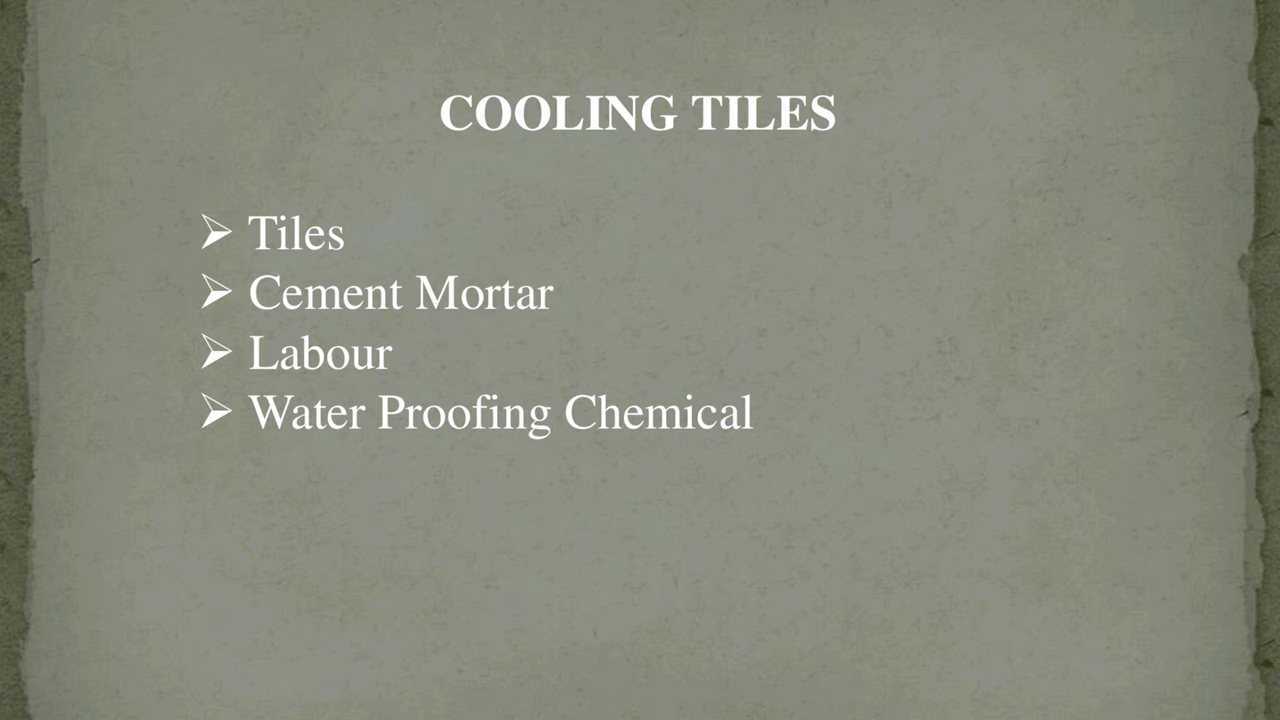 COOLING TILES
➢ Tiles
➢ Cement Mortar
➢ Labour
➢ Water Proofing Chemical